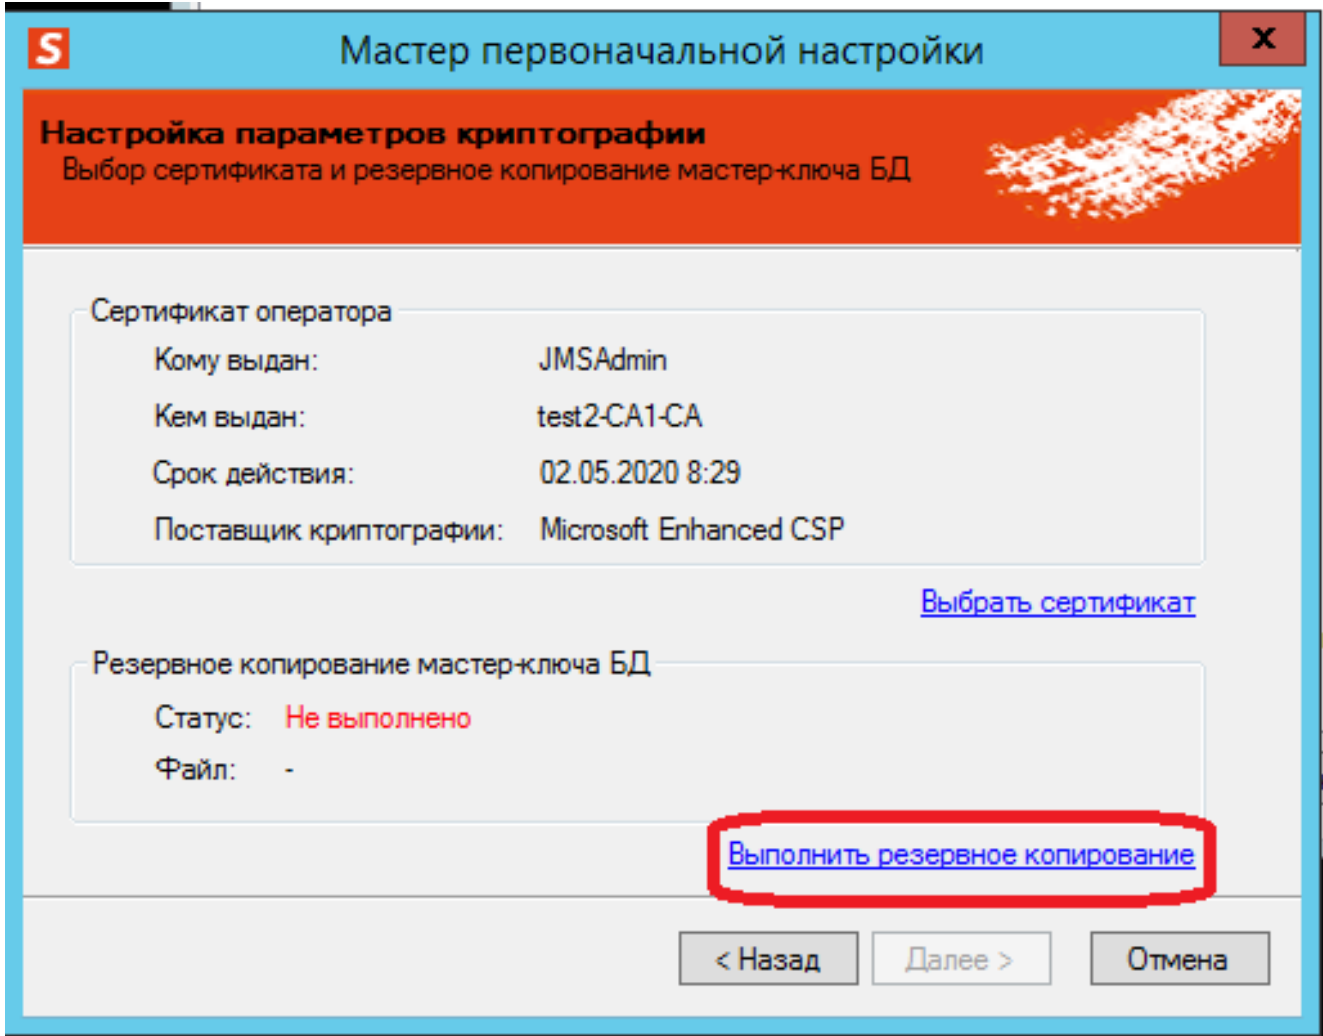 S
Мастер первоначальной настройки
x
Настройка параметров криптографии
Выбор сертификата и резервное копирование мастер-ключа БД
Сертификат оператора
Кому выдан: JMSAdmin
Кем выдан: test2-CA1-CA
Срок действия: 02.05.2020 8:29
Поставщик криптографии: Microsoft Enhanced CSP
Выбрать сертификат
Резервное копирование мастер-ключа БД
Статус: Не выполнено
Файл: -
Выполнить резервное копирование
< Назад
Далее >
Отмена